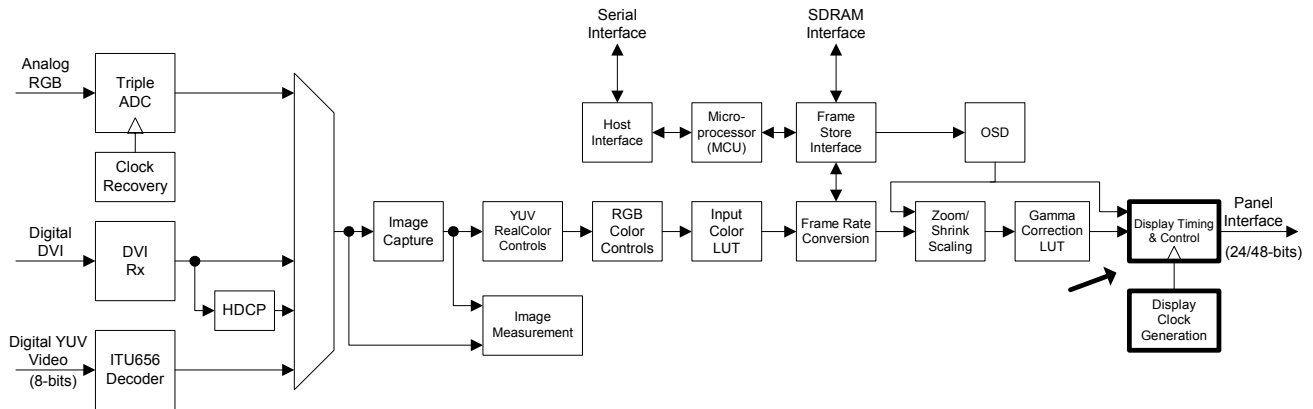 Serial
Interface
SDRAM
Interface
Analog
RGB
Triple
ADC
Clock
Recovery
Host
Interface
Micro-
processor
(MCU)
Frame
Store
Interface
OSD
Digital
DVI
DVI
Rx
HDCP
Image
Capture
YUV
RealColor
Controls
RGB
Color
Controls
Input
Color
LUT
Frame Rate
Conversion
Zoom/
Shrink
Scaling
Gamma
Correction
LUT
Display Timing
& Control
Panel
Interface
(24/48-bits)
Display
Clock
Generation
Image
Measurement
Digital YUV
Video
(8-bits)
ITU656
Decoder